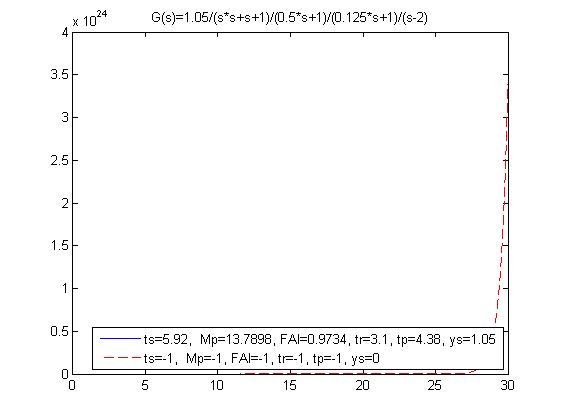 x 10^24
G(s)=1.05/(s*s+s+1)/(0.5*s+1)/(0.125*s+1)/(s-2)
4
3.5
3
2.5
2
1.5
1
0.5
0
ts=5.92, Mp=13.7898, FAI=0.9734, tr=3.1, tp=4.38, ys=1.05
ts=-1, Mp=-1, FAI=-1, tr=-1, tp=-1, ys=0
0 5 10 15 20 25 30